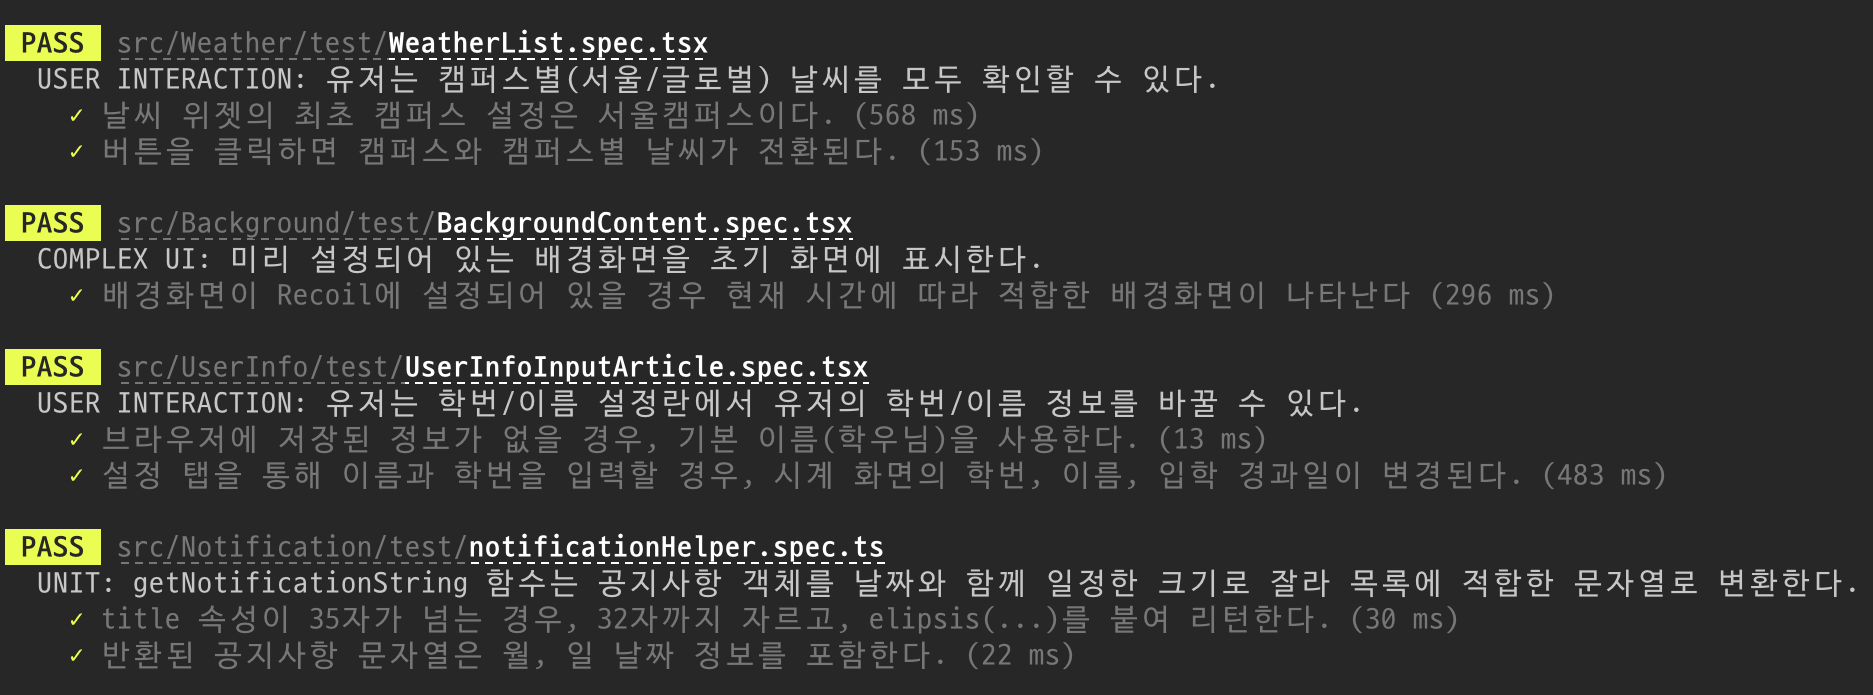 PASS src/Weather/test/WeatherList.spec.tsx
USER INTERACTION: 유저는 캠퍼스별(서울/글로벌) 날씨를 모두 확인할 수 있다.
✓ 날씨 위젯의 최초 캠퍼스 설정은 서울캠퍼스이다. (568 ms)
✓ 버튼을 클릭하면 캠퍼스와 캠퍼스별 날씨가 전환된다. (153 ms)
PASS src/Background/test/BackgroundContent.spec.tsx
COMPLEX UI: 미리 설정되어 있는 배경화면을 초기 화면에 표시한다.
✓ 배경화면이 Recoil에 설정되어 있을 경우 현재 시간에 따라 적합한 배경화면이 나타난다 (296 ms)
PASS src/UserInfo/test/UserInfoInputArticle.spec.tsx
USER INTERACTION: 유저는 학번/이름 설정란에서 유저의 학번/이름 정보를 바꿀 수 있다.
✓ 브라우저에 저장된 정보가 없을 경우, 기본 이름(학우님)을 사용한다. (13 ms)
✓ 설정 탭을 통해 이름과 학번을 입력할 경우, 시계 화면의 학번, 이름, 입학 경과일이 변경된다. (483 ms)
PASS src/Notification/test/notificationHelper.spec.ts
UNIT: getNotificationString 함수는 공지사항 객체를 날짜와 함께 일정한 크기로 잘라 목록에 적합한 문자열로 변환한다.
✓ title 속성이 35자가 넘는 경우, 32자까지 자르고, elipsis(...)를 붙여 리턴한다. (30 ms)
✓ 반환된 공지사항 문자열은 월, 일 날짜 정보를 포함한다. (22 ms)